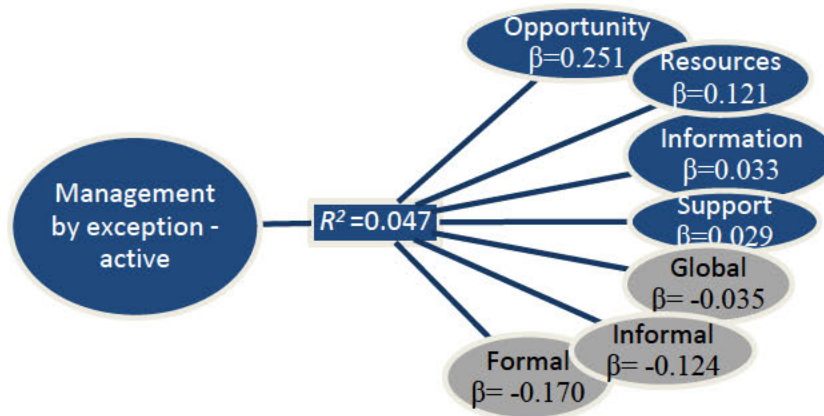 Management
by exception -
active
R² =0.047
Opportunity
β=0.251
Resources
β=0.121
Information
β=0.033
Support
β=0.029
Global
β= -0.035
Informal
β= -0.124
Formal
β= -0.170